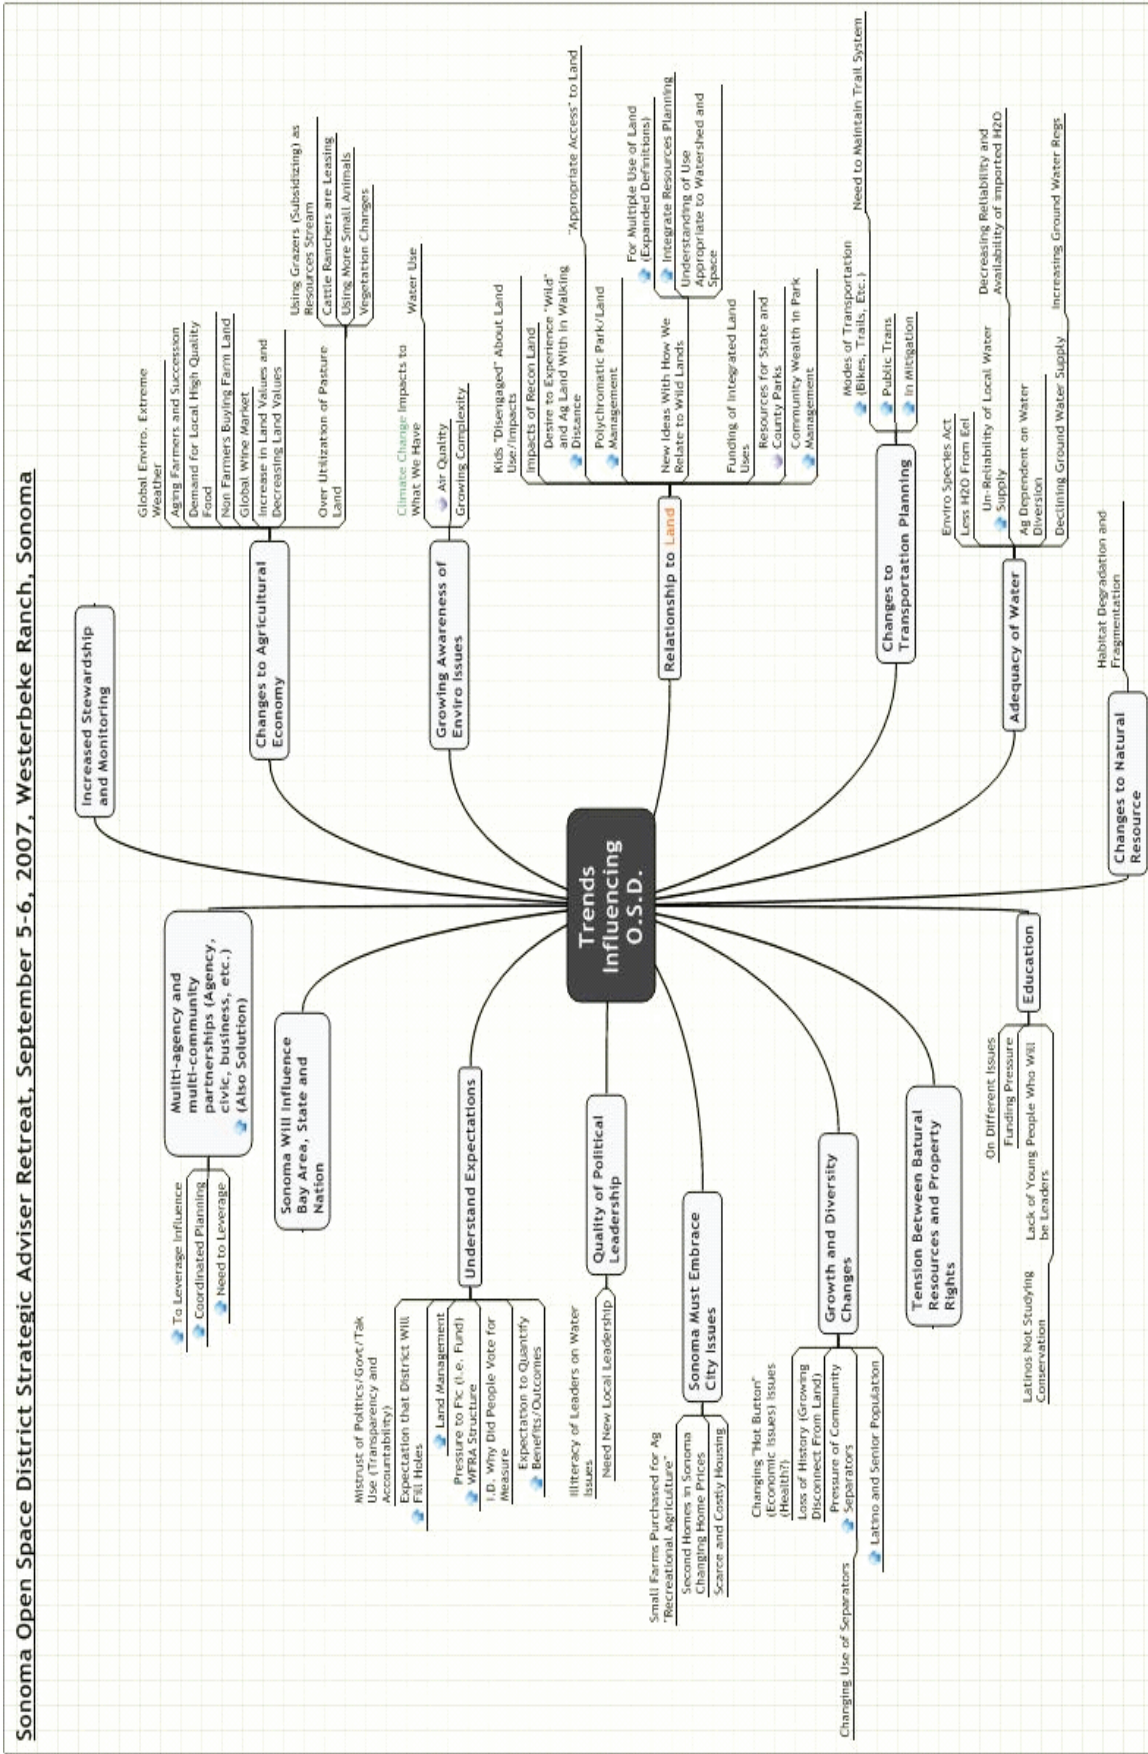 Sonoma Open Space District Strategic Adviser Retreat, September 5-6, 2007, Westerbeke Ranch, Sonoma
Trends
Influencing
O.S.D.
Increased Stewardship
and Monitoring
Changes to Agricultural
Economy
Global Enviro. Extreme
Weather
Aging Farmers and Succession
Demand for Local High Quality
Food
Non Farmers Buying Farm Land
Global Wine Market
Increase in Land Values and
Decreasing Land Values
Over Utilization of Pasture
Land
Using Grazers (Subsidizing) as
Resources Stream
Cattle Ranchers are Leasing
Using More Small Animals
Vegetation Changes
Growing Awareness of
Enviro Issues
Climate Change Impacts to
What We Have
Water Use
Air Quality
Growing Complexity
Relationship to Land
Kids "Disengaged" About Land
Use/Impacts
Impacts of Recon Land
Desire to Experience "Wild"
and Ag Land With In Walking
Distance
"Appropriate Access" to Land
Polychromatic Park/Land
Management
New Ideas With How We
Relate to Wild Lands
For Multiple Use of Land
(Expanded Definitions)
Integrate Resources Planning
Understanding of Use
Appropriate to Watershed and
Space
Funding of Integrated Land
Uses
Resources for State and
County Parks
Community Wealth in Park
Management
Changes to
Transportation Planning
Modes of Transportation
(Bikes, Trails, Etc.)
Need to Maintain Trail System
Public Trans
In Mitigation
Adequacy of Water
Enviro Species Act
Less H2O From Eel
Un-Reliability of Local Water
Supply
Decreasing Reliability and
Availability of imported H2O
Ag Dependent on Water
Diversion
Declining Ground Water Supply
Increasing Ground Water Regs
Changes to Natural
Resource
Habitat Degradation and
Fragmentation
Muilti-agency and
multi-community
partnerships (Agency,
civic, business, etc.)
(Also Solution)
To Leverage Influence
Coordinated Planning
Need to Leverage
Sonoma Will Influence
Bay Area, State and
Nation
Understand Expectations
Mistrust of Politics/Govt/Tak
Use (Transparency and
Accountability)
Expectation that District Will
Fill Holes
Land Management
Pressure to Fic (i.e. Fund)
WFRA Structure
I.D. Why Did People Vote for
Measure
Expectation to Quantify
Benefits/Outcomes
Quality of Political
Leadership
Illiteracy of Leaders on Water
Issues
Need New Local Leadership
Sonoma Must Embrace
City Issues
Small Farms Purchased for Ag
"Recreational Agriculture"
Second Homes in Sonoma
Changing Home Prices
Scarce and Costly Housing
Growth and Diversity
Changes
Changing "Hot Button"
(Economic Issues) Issues
(Health?)
Loss of History (Growing
Disconnect From Land)
Pressure of Community
Separators
Changing Use of Separators
Latino and Senior Population
Tension Between Batural
Resources and Property
Rights
Education
On Different Issues
Funding Pressure
Lack of Young People Who Will
be Leaders
Latinos Not Studying
Conservation